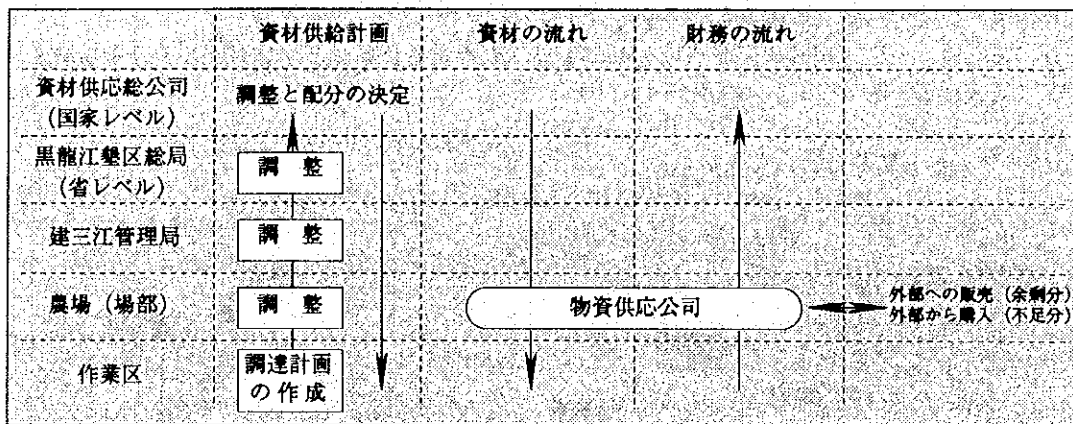 資材供給計画 資材の流れ 財務の流れ
資材供応総公司
(国家レベル)
調整と配分の決定
黒龍江墾区総局
(省レベル)
調 整
建三江管理局
調 整
農場（場部）
調 整
物資供応公司
外部への販売（余剰分）
外部から購入（不足分）
作業区
調達計画
の作成